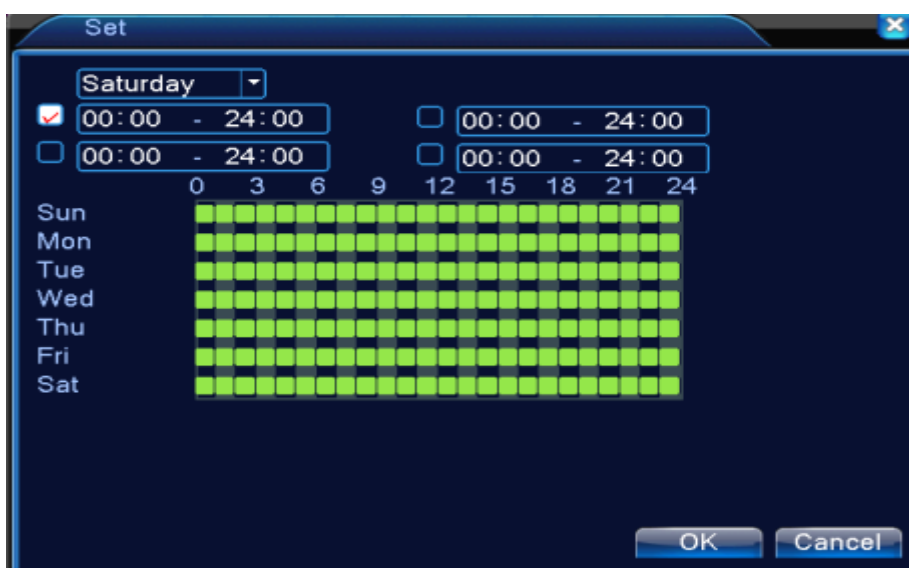 Set
Saturday
00:00 - 24:00 00:00 - 24:00
00:00 - 24:00 00:00 - 24:00
0 3 6 9 12 15 18 21 24
Sun
Mon
Tue
Wed
Thu
Fri
Sat
OK Cancel